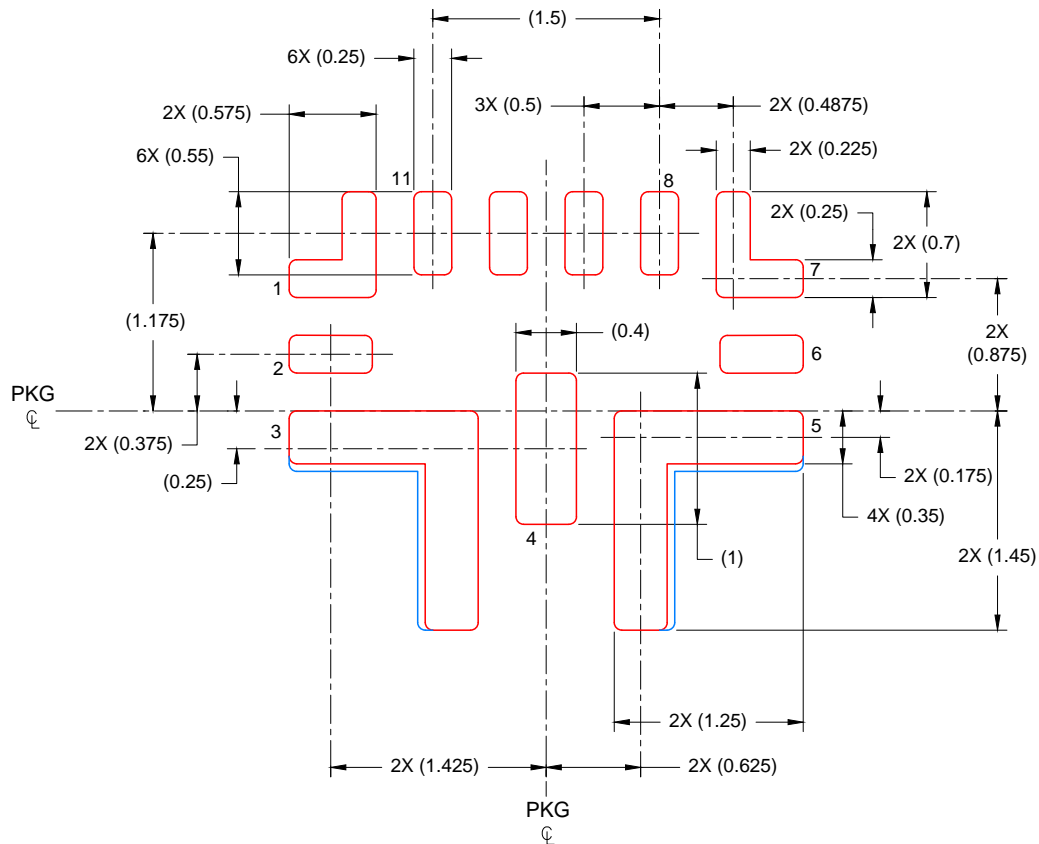 (1.5)
6X (0.25)
2X (0.575)
3X (0.5)
2X (0.4875)
6X (0.55)
2X (0.225)
11
8
2X (0.25)
2X (0.7)
7
1
(1.175)
(0.4)
2X
(0.875)
2
6
PKG
℄
3
5
2X (0.375)
(0.25)
2X (0.175)
4X (0.35)
4
(1)
2X (1.45)
2X (1.25)
2X (1.425)
2X (0.625)
PKG
℄